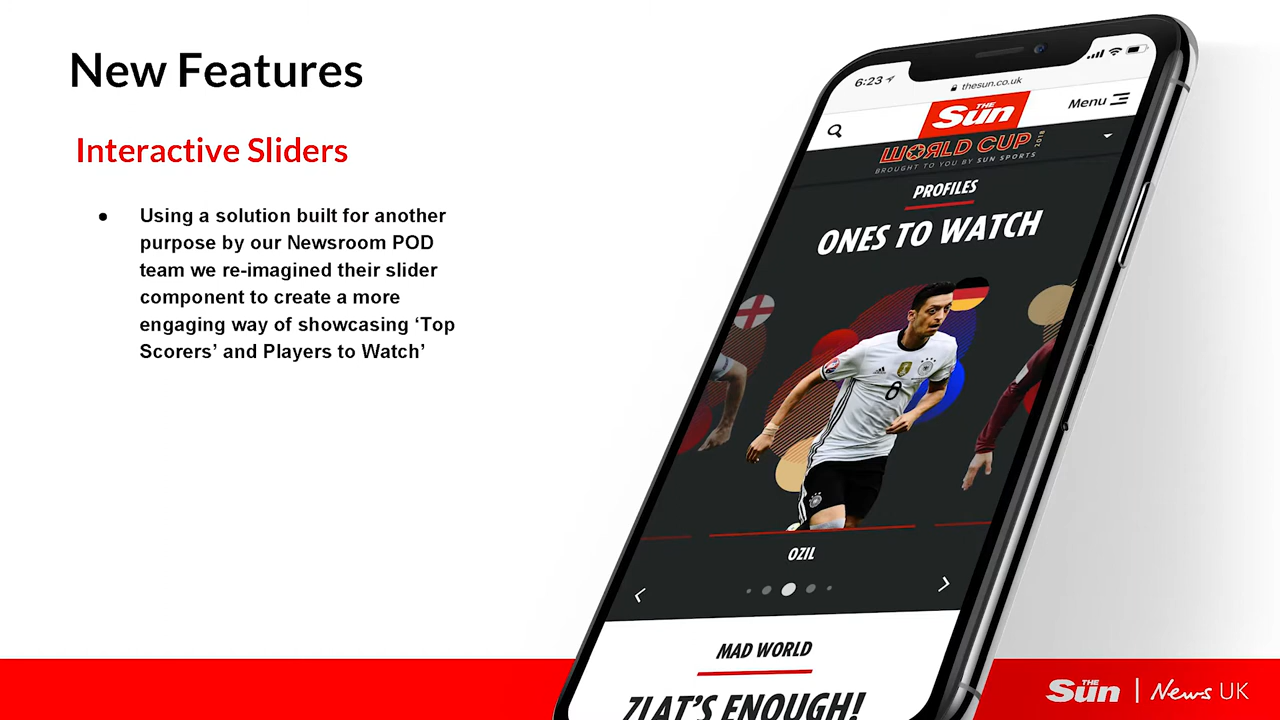 New Features
Interactive Sliders
● Using a solution built for another
purpose by our Newsroom POD
team we re-imagined their slider
component to create a more
engaging way of showcasing ‘Top
Scorers’ and Players to Watch’
6:23
thesun.co.uk
THE
Sun
Menu
WORLD CUP
2018
BROUGHT TO YOU BY SUN SPORTS
PROFILES
ONES TO WATCH
8
OZIL
MAD WORLD
ZLAT'S ENOUGH!
THE
Sun | News UK